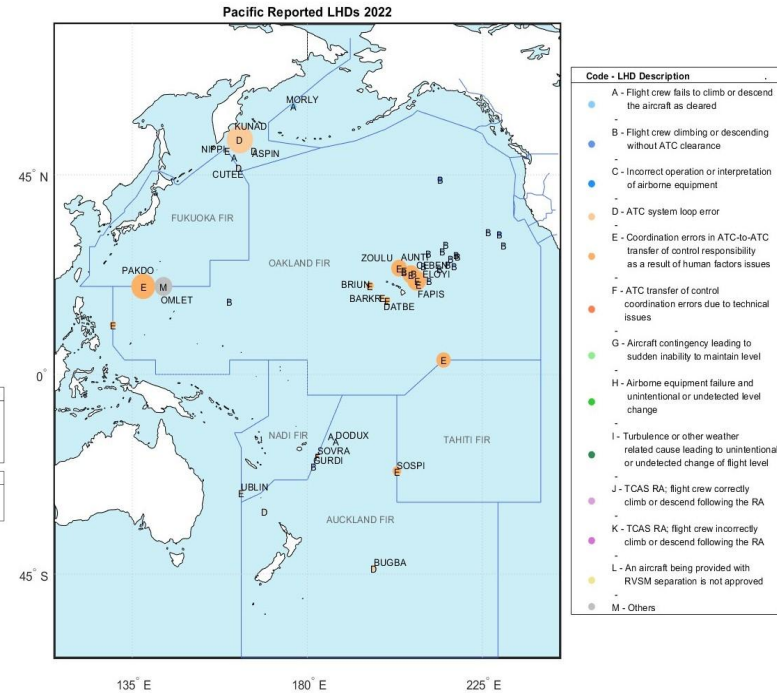 Pacific Reported LHDs 2022
MORLY
A
KUNAD
D
NIPPI
E
D
ASPIN
A
D
CUTEE
45° N
B
FUKUOKA FIR
B
B
B
B
OAKLAND FIR
ZOULU
AUNTI
B
B
E
OEBEN
B
B
ELOYI
B
PAKDO
E
M
OMLET
BRIUN
E
FAPIS
BARKRE
DATBE
B
E
0°
E
NADI FIR
A
DODUX
A
SOVRA
GURDI
B
TAHITI FIR
SOSPI
E
UBLIN
E
D
AUCKLAND FIR
BUGBA
D
45° S
135° E
180° E
225° E
Code - LHD Description
.
A - Flight crew fails to climb or descend
the aircraft as cleared
-
B - Flight crew climbing or descending
without ATC clearance
-
C - Incorrect operation or interpretation
of airborne equipment
-
D - ATC system loop error
-
E - Coordination errors in ATC-to-ATC
transfer of control responsibility
as a result of human factors issues
-
F - ATC transfer of control
coordination errors due to technical
issues
-
G - Aircraft contingency leading to
sudden inability to maintain level
-
H - Airborne equipment failure and
unintentional or undetected level
change
-
I - Turbulence or other weather
related cause leading to unintentional
or undetected change of flight level
-
J - TCAS RA; flight crew correctly
climb or descend following the RA
-
K - TCAS RA; flight crew incorrectly
climb or descend following the RA
-
L - An aircraft being provided with
RVSM separation is not approved
-
M - Others